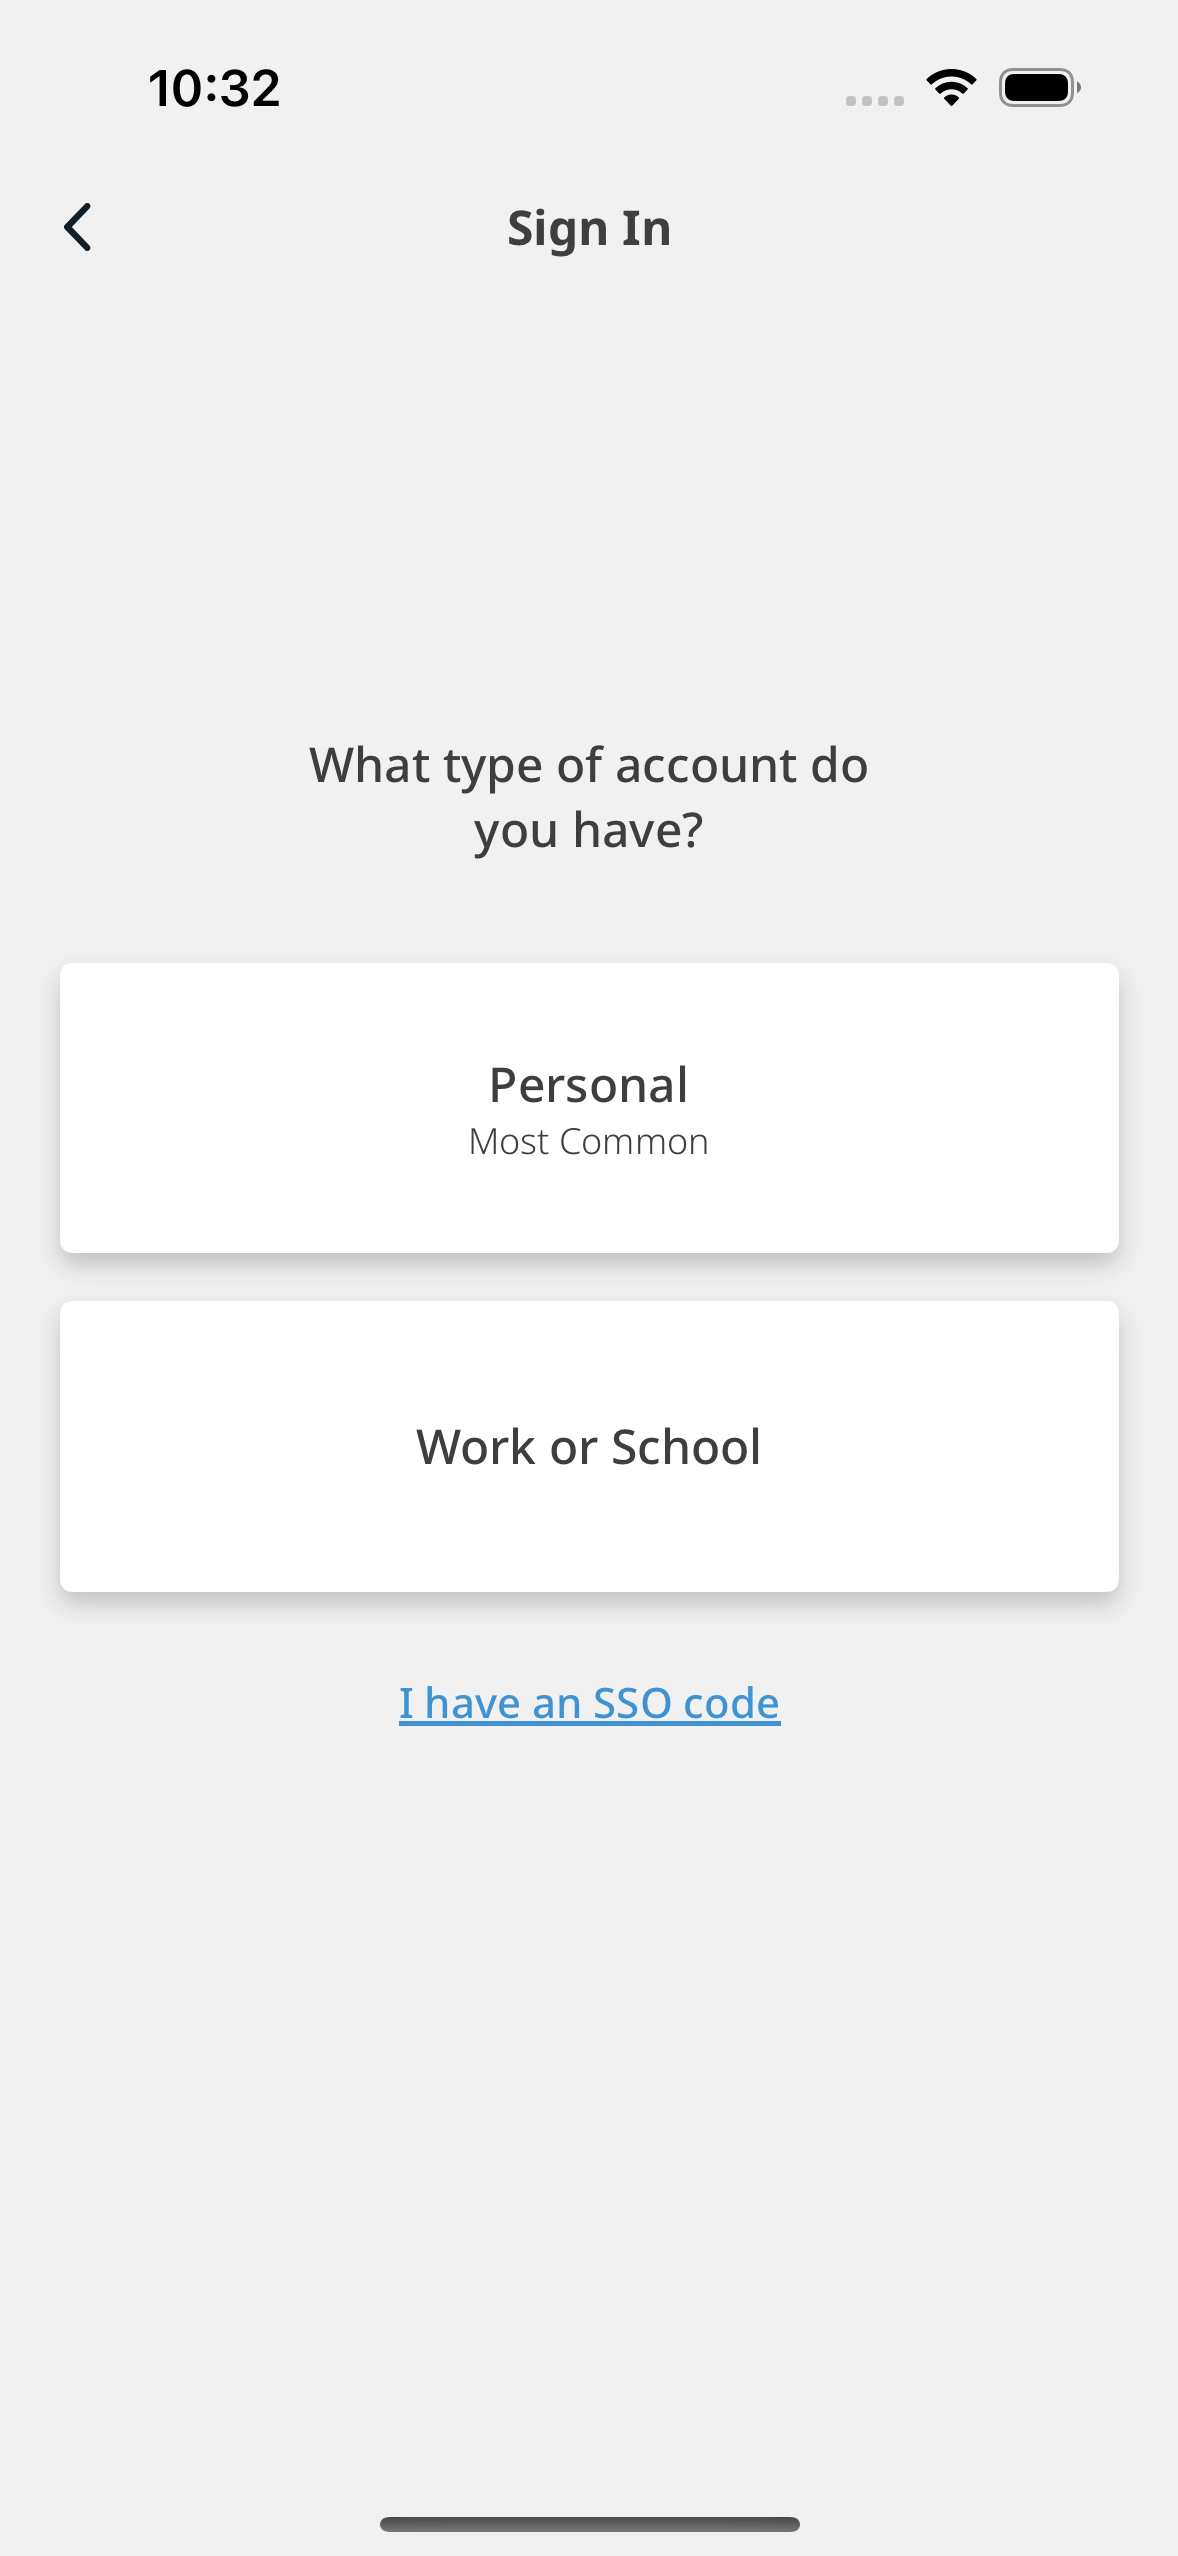 10:32
Sign In
What type of account do
you have?
Personal
Most Common
Work or School
I have an SSO code